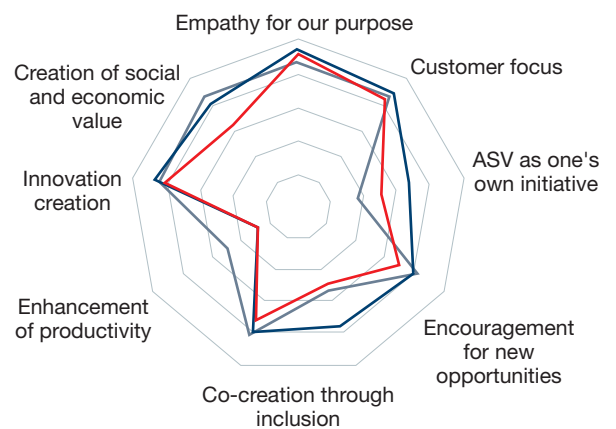 Empathy for our purpose
Customer focus
ASV as one's
own initiative
Encouragement
for new
opportunities
Co-creation through
inclusion
Enhancement
of productivity
Innovation
creation
Creation of social
and economic
value